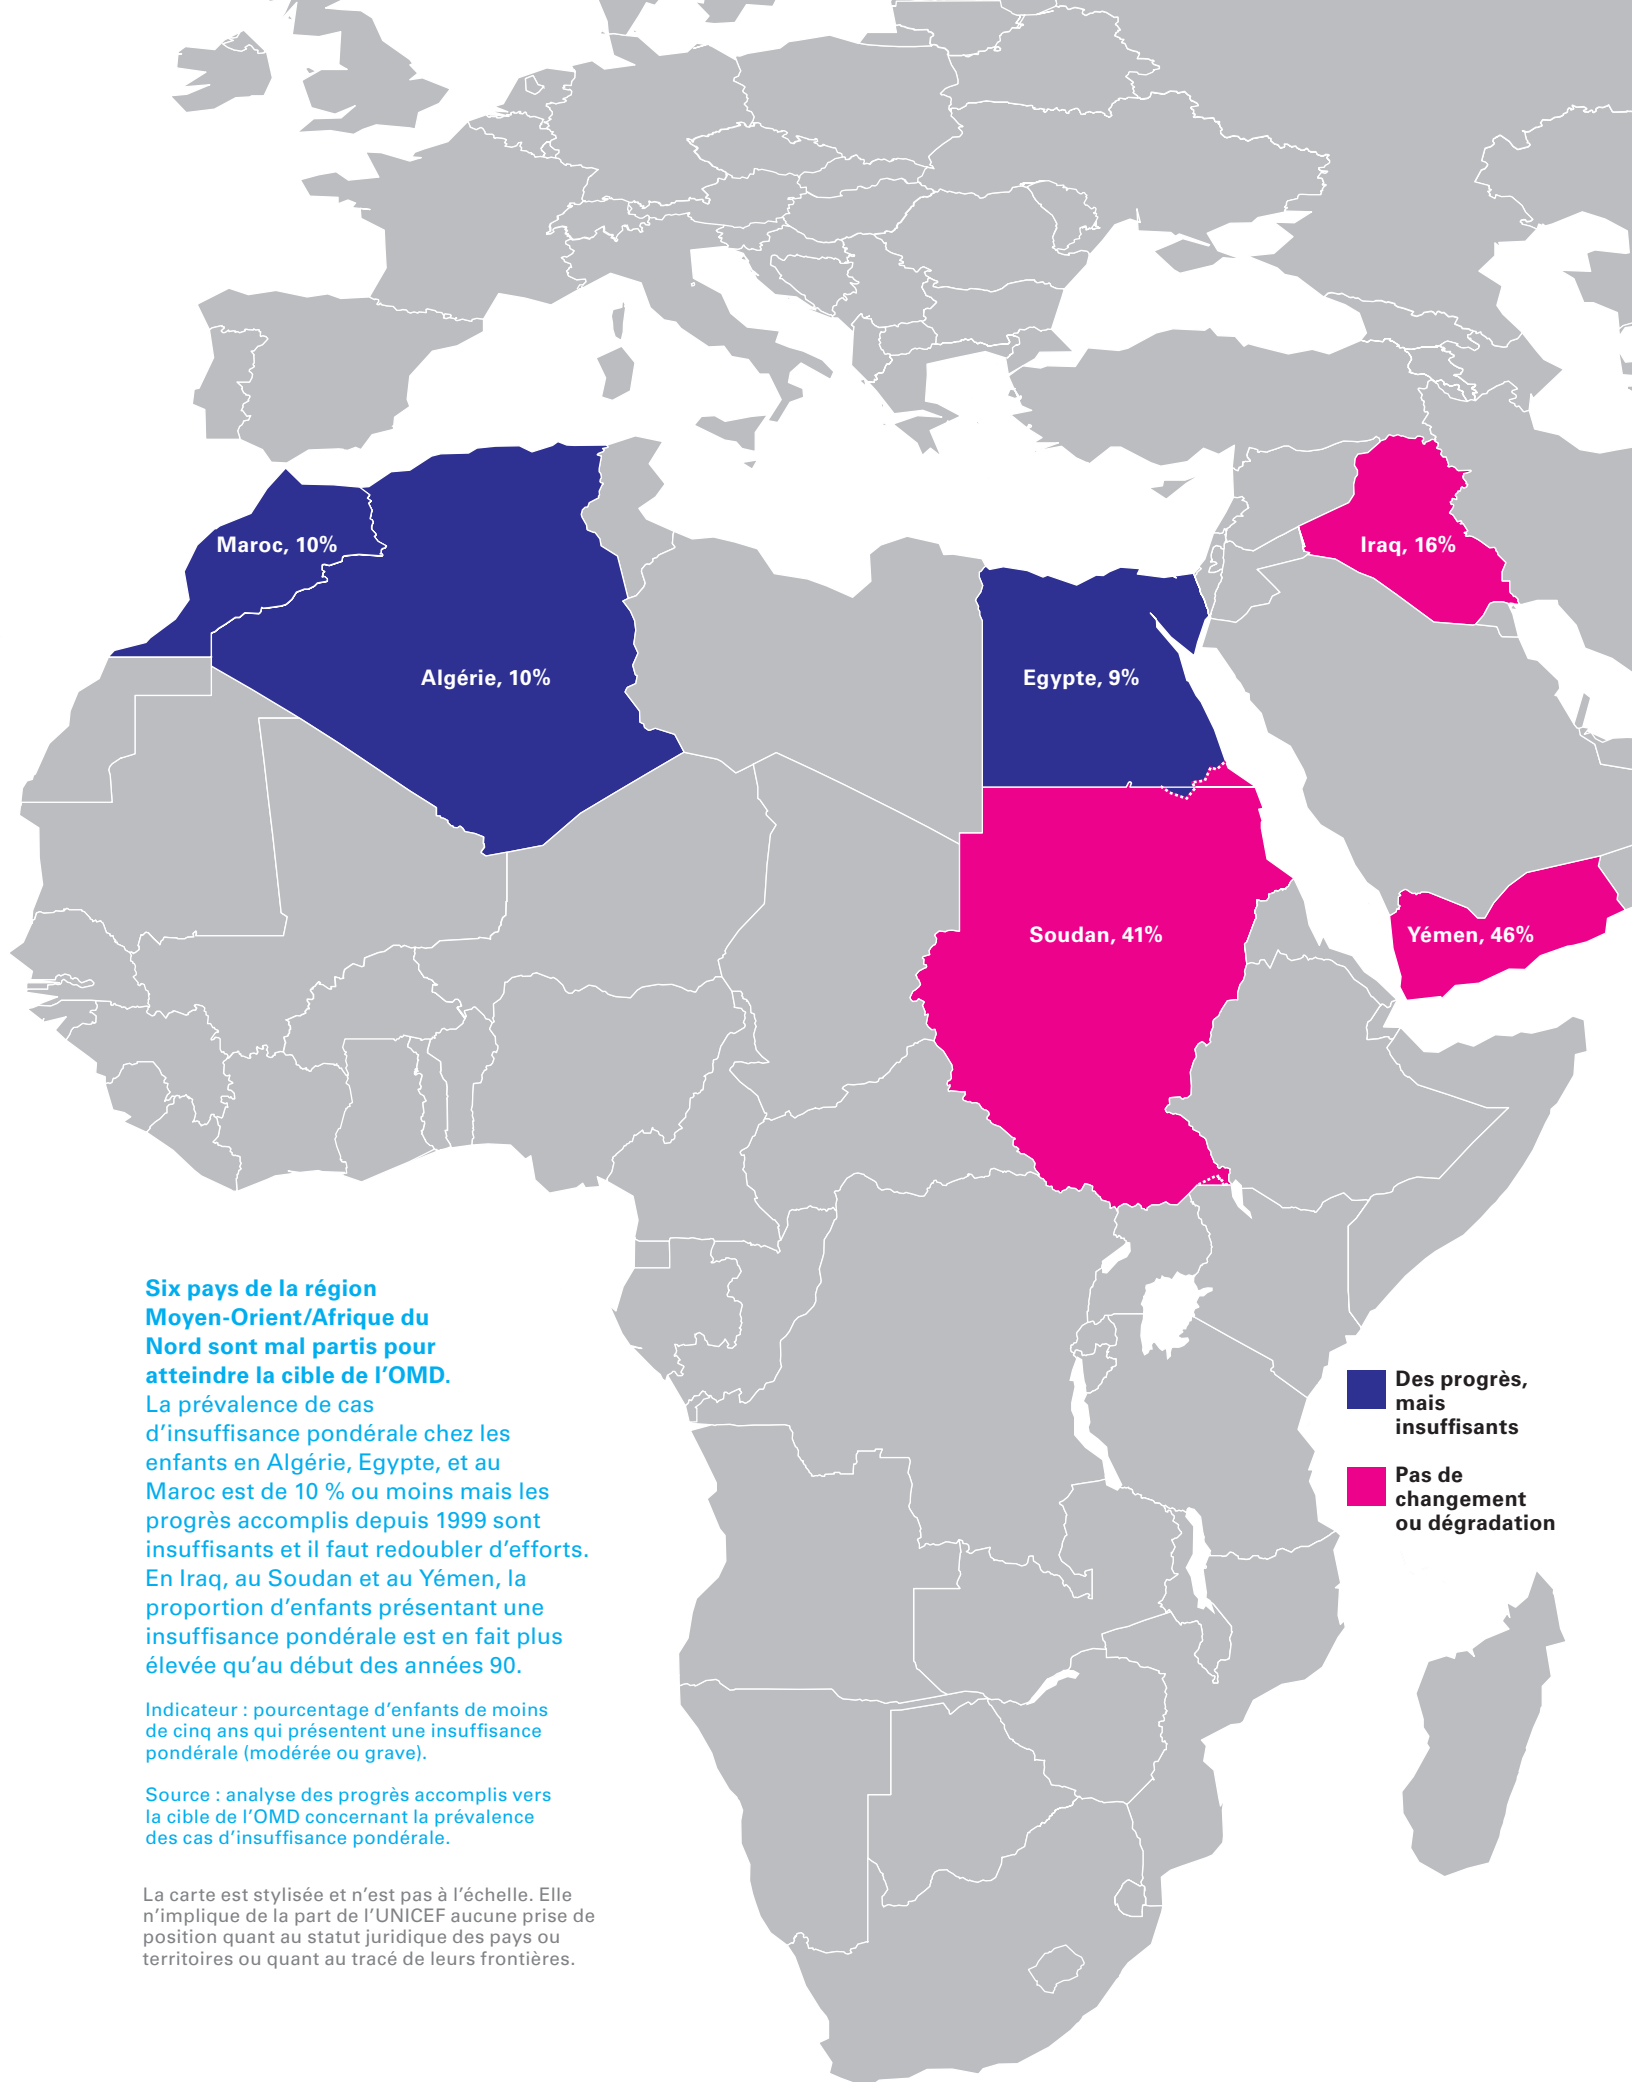 Maroc, 10%
Iraq, 16%
Algérie, 10%
Egypte, 9%
Soudan, 41%
Yémen, 46%
Six pays de la région
Moyen-Orient/Afrique du
Nord sont mal partis pour
atteindre la cible de l’OMD.
La prévalence de cas
d’insuffisance pondérale chez les
enfants en Algérie, Egypte, et au
Maroc est de 10 % ou moins mais les
progrès accomplis depuis 1999 sont
insuffisants et il faut redoubler d’efforts.
En Iraq, au Soudan et au Yémen, la
proportion d’enfants présentant une
insuffisance pondérale est en fait plus
élevée qu’au début des années 90.
Indicateur : pourcentage d’enfants de moins
de cinq ans qui présentent une insuffisance
pondérale (modérée ou grave).
Source : analyse des progrès accomplis vers
la cible de l’OMD concernant la prévalence
des cas d’insuffisance pondérale.
La carte est stylisée et n’est pas à l’échelle. Elle
n’implique de la part de l’UNICEF aucune prise de
position quant au statut juridique des pays ou
territoires ou quant au tracé de leurs frontières.
Des progrès,
mais
insuffisants
Pas de
changement
ou dégradation